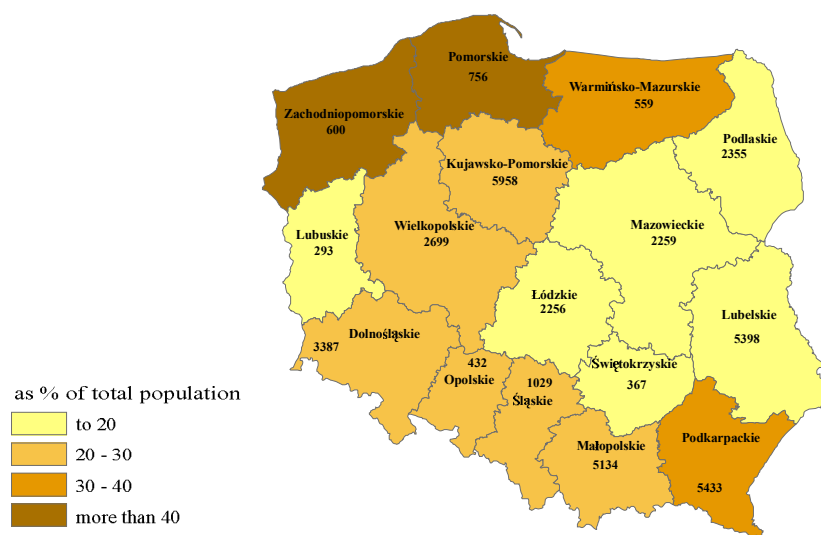 Pomorskie
756
Warmińsko-Mazurskie
559
Zachodniopomorskie
600
Podlaskie
2355
Kujawsko-Pomorskie
5958
Wielkopolskie
2699
Mazowieckie
2259
Lubuskie
293
Łódzkie
2256
Lubelskie
5398
Dolnośląskie
3387
432
Opolskie
1029
Śląskie
Świętokrzyskie
367
Małopolskie
5134
Podkarpackie
5433
as % of total population
to 20
20 - 30
30 - 40
more than 40